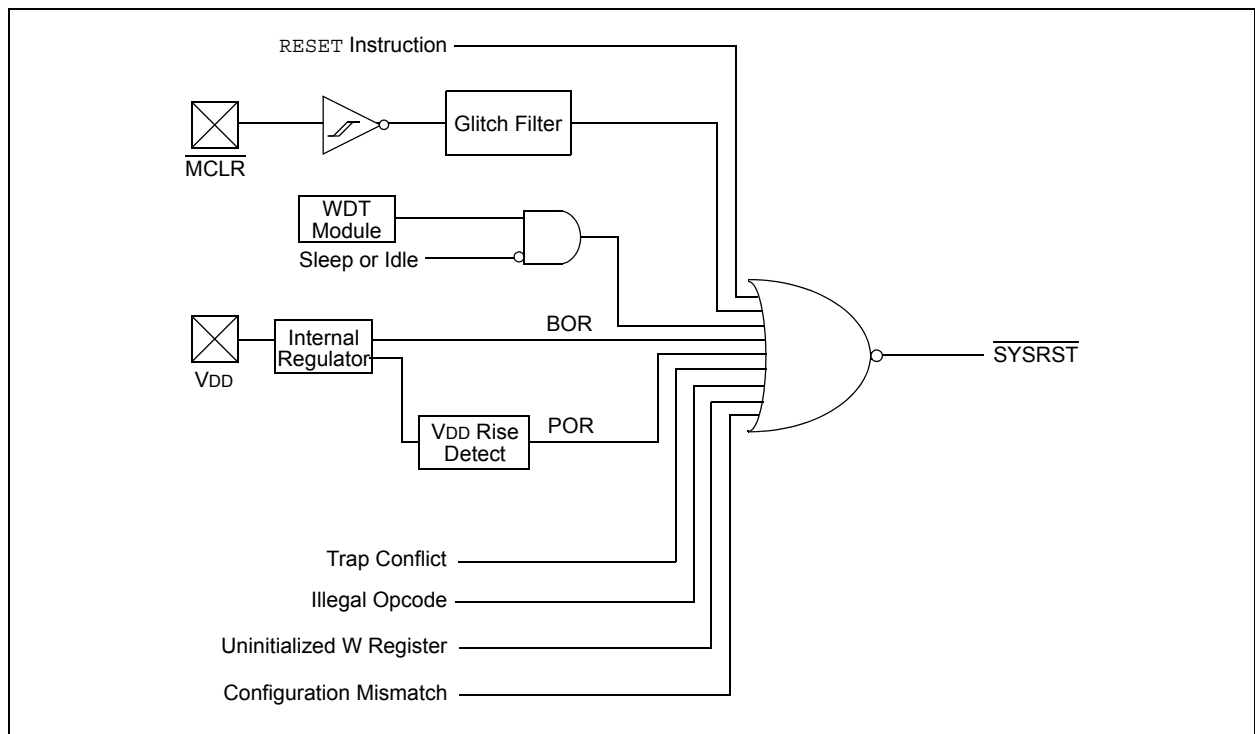 RESET Instruction
Glitch Filter
MCLR
WDT
Module
Sleep or Idle
BOR
Internal
Regulator
SYSRST
VDD
POR
VDD Rise
Detect
Trap Conflict
Illegal Opcode
Uninitialized W Register
Configuration Mismatch